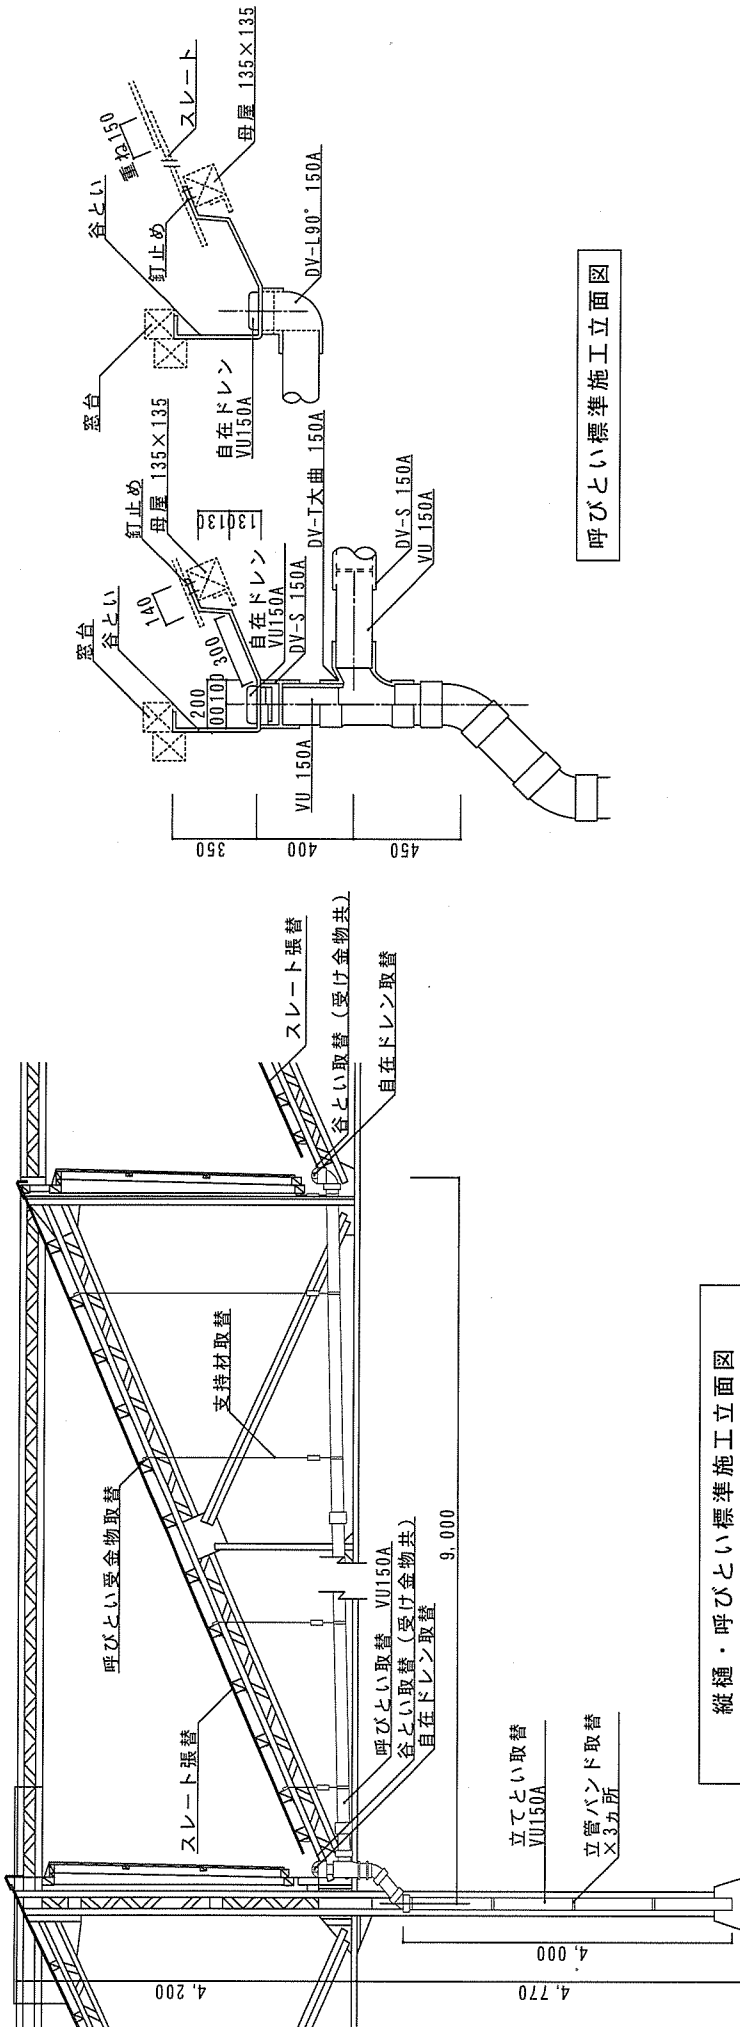 スレート張替
呼びとい受金物取替
支持材取替
スレート張替
谷とい取替（受け金物共）
自在ドレン取替
呼びとい取替 VU150A
谷とい取替（受け金物共）
自在ドレン取替
9,000
立てとい取替
VU150A
立管バンド取替
×3ヵ所
4,200
4,770
4,000
縦樋・呼びとい標準施工立面図
窓台
谷とい
釘止め
母屋 135×135
140
300
200
100
130
130
自在ドレン
VU150A
DV-S 150A
DV-T大曲 150A
VU 150A
DV-S 150A
VU 150A
350
400
450
窓台
谷とい
釘止め
重ね150
スレート
母屋 135×135
自在ドレン
VU150A
DV-L90° 150A
呼びとい標準施工立面図